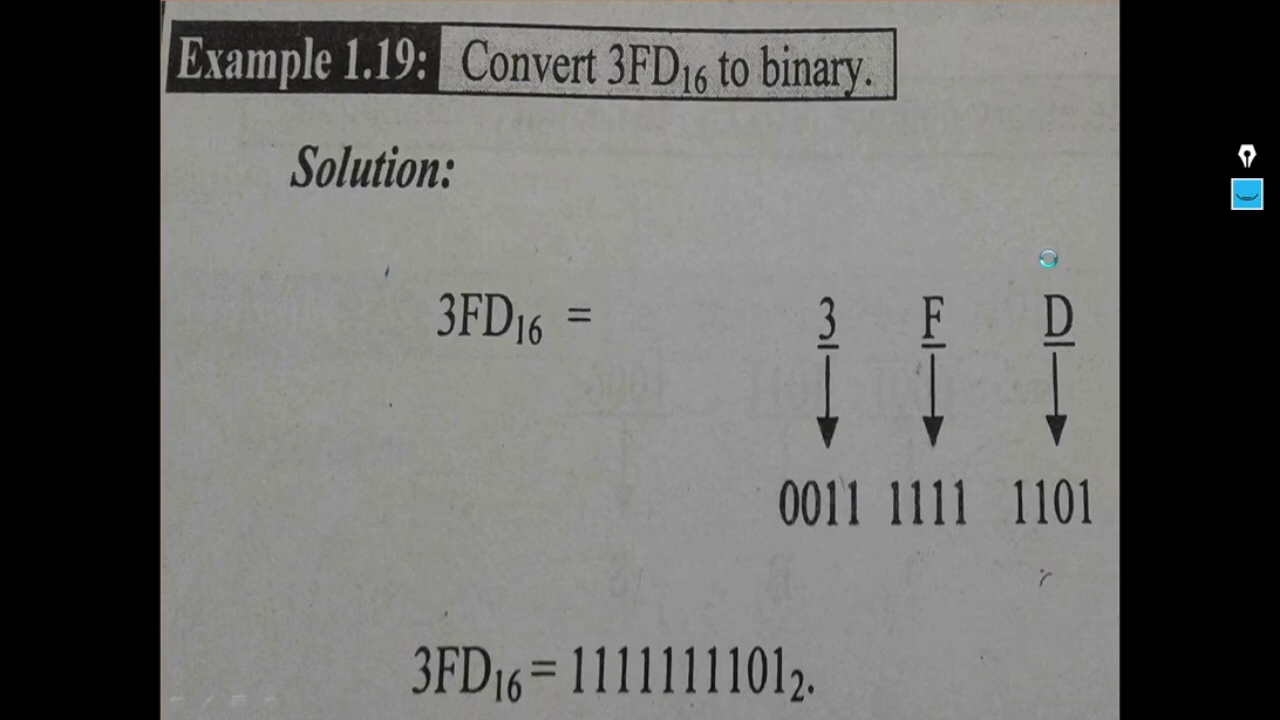 Example 1.19: Convert 3FD₁₆ to binary.
Solution:
3FD₁₆ = 3 F D
0011 1111 1101
3FD₁₆ = 1111111101₂.